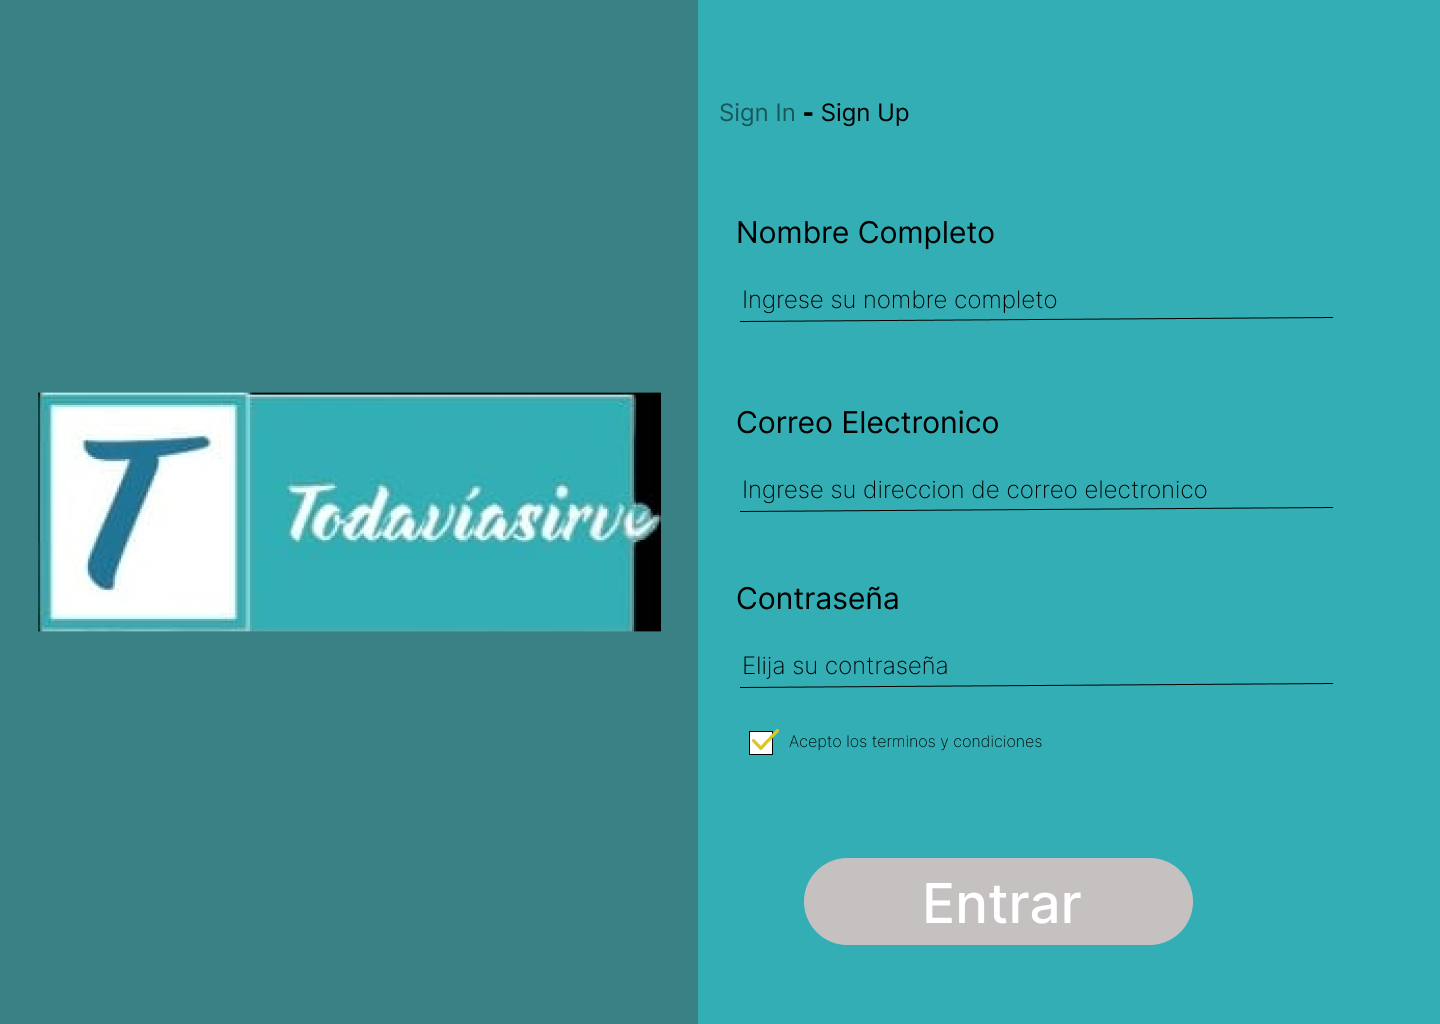 T
Todavíasirve
Sign In - Sign Up
Nombre Completo
Ingrese su nombre completo
Correo Electronico
Ingrese su direccion de correo electronico
Contraseña
Elija su contraseña
Acepto los terminos y condiciones
Entrar